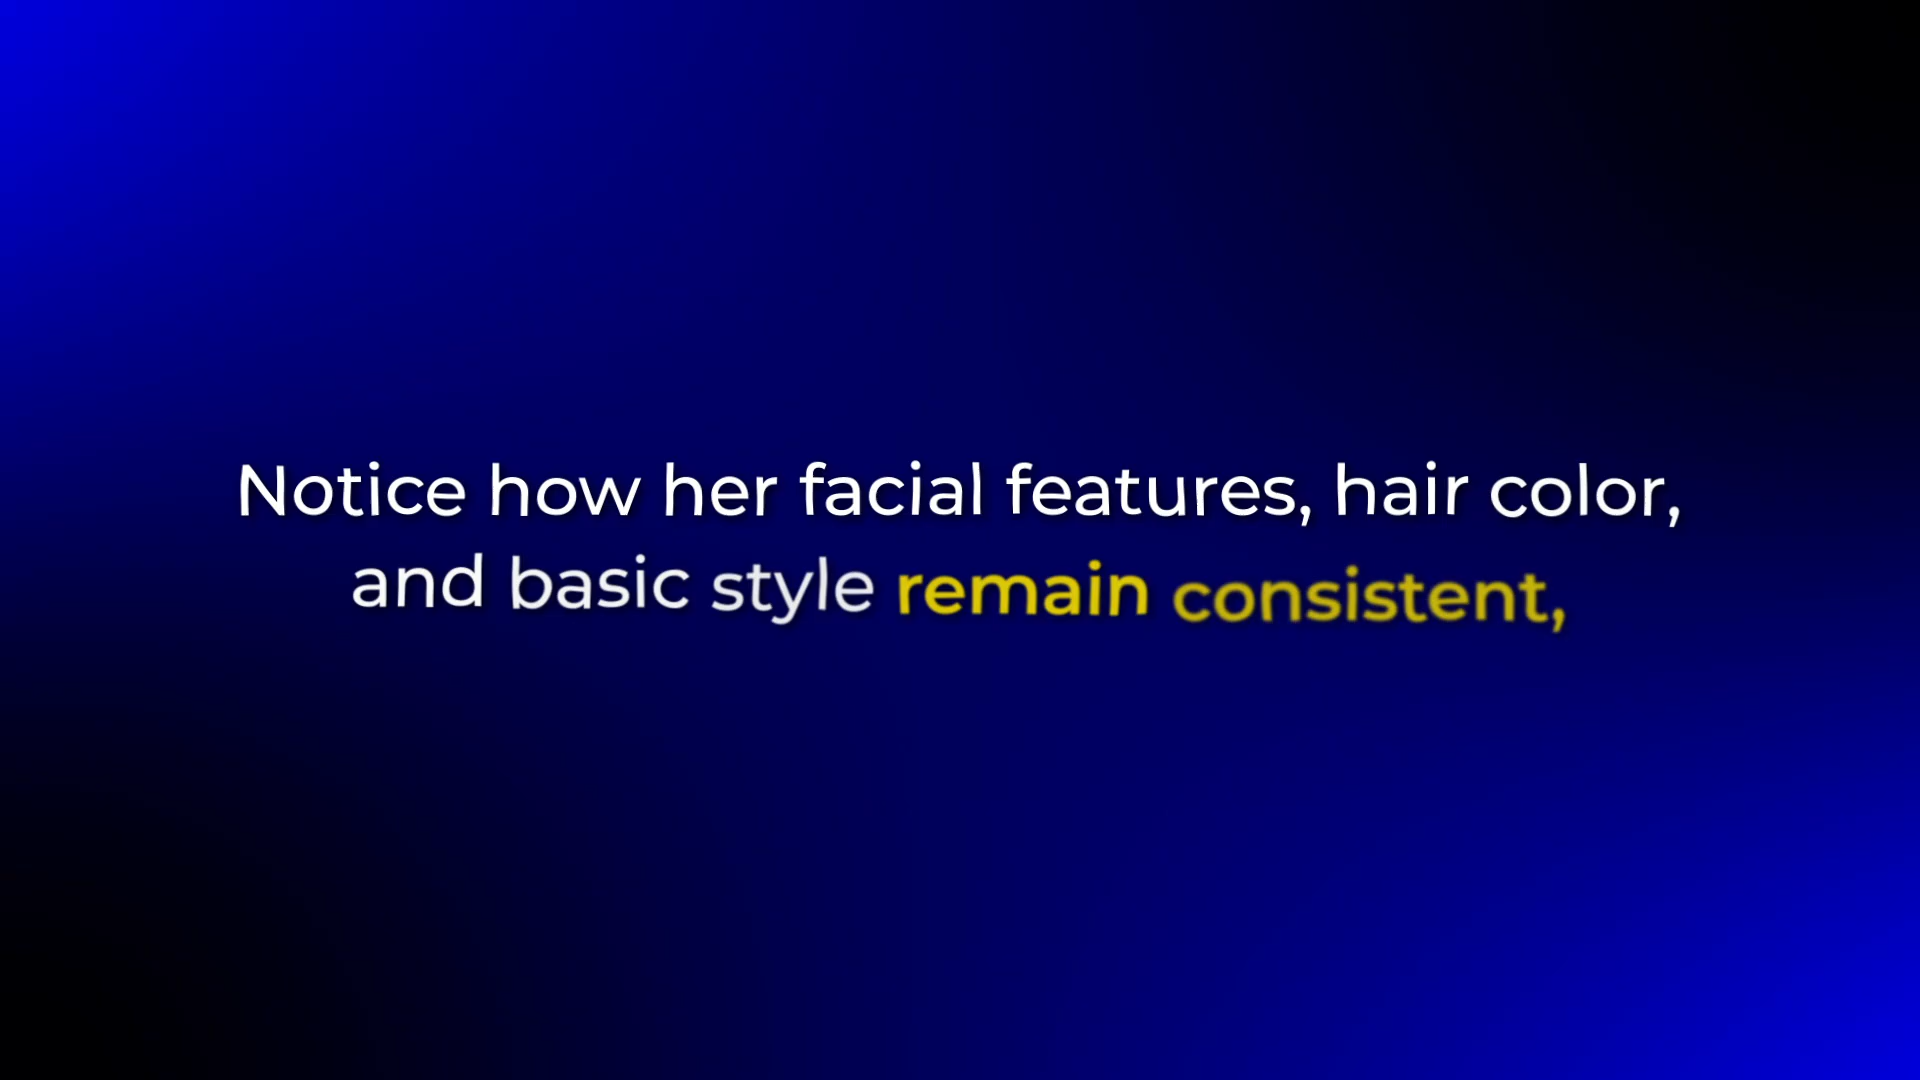 Notice how her facial features, hair color,
and basic style remain consistent,